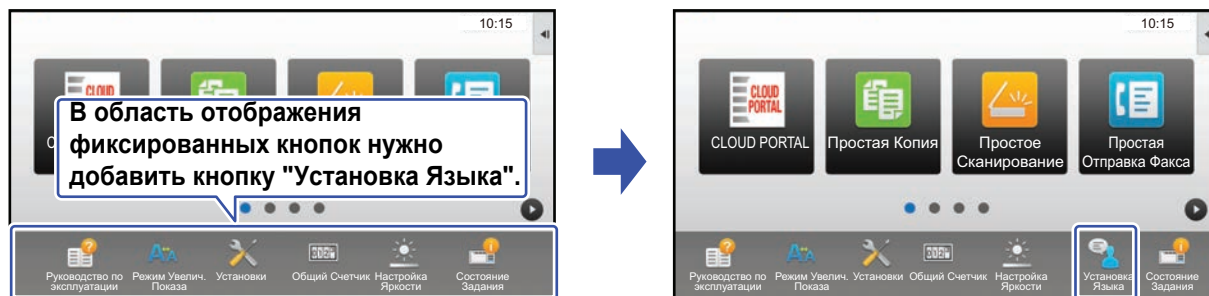 10:15
CLOUD
В область отображения
фиксированных кнопок нужно
добавить кнопку "Установка Языка".
Руководство по
эксплуатации
Режим Увелич.
Показа
Установки
Общий Счетчик
Настройка
Яркости
Состояние
Задания
10:15
CLOUD
PORTAL
CLOUD PORTAL
Простая Копия
Простое
Сканирование
Простая
Отправка Факса
Руководство по
эксплуатации
Режим Увелич.
Показа
Установки
Общий Счетчик
Настройка
Яркости
Установка
Языка
Состояние
Задания